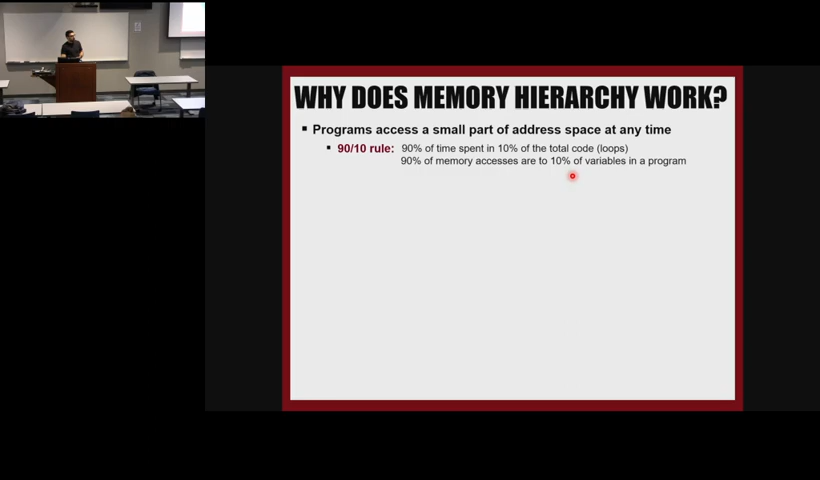 WHY DOES MEMORY HIERARCHY WORK?
▪ Programs access a small part of address space at any time
▪ 90/10 rule: 90% of time spent in 10% of the total code (loops)
90% of memory accesses are to 10% of variables in a program